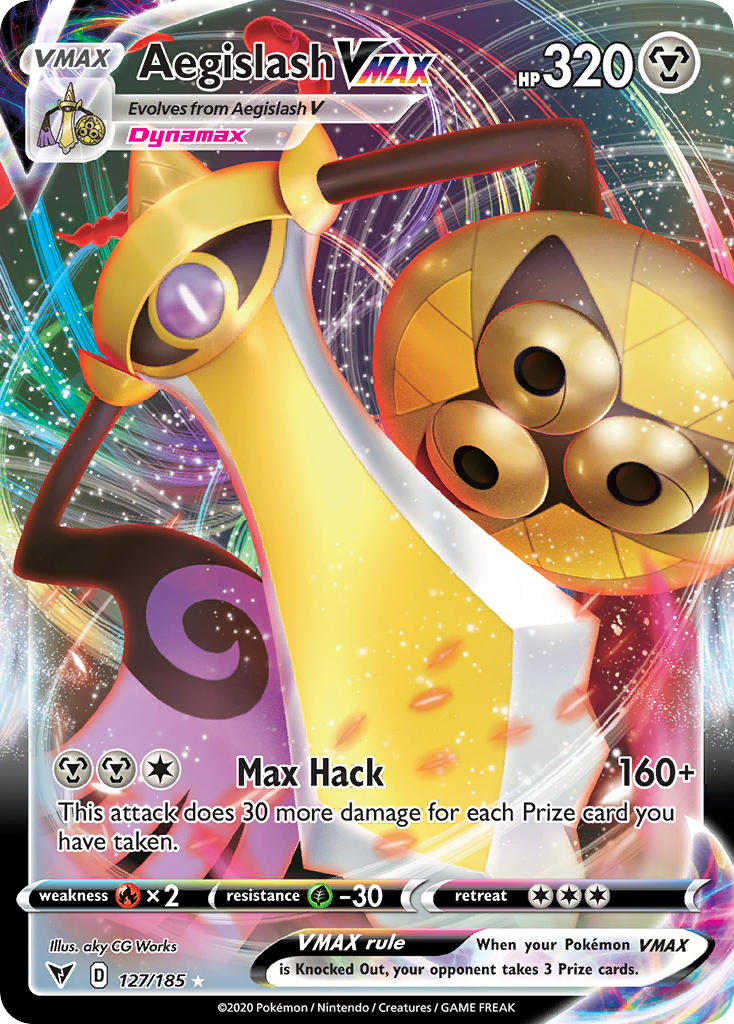 VMAX
Aegislash VMAX
HP 320
Evolves from Aegislash V
Dynamax
Max Hack 160+
This attack does 30 more damage for each Prize card you
have taken.
weakness ×2 resistance -30 retreat
Illus. aky CG Works
VMAX rule
When your Pokémon VMAX
is Knocked Out, your opponent takes 3 Prize cards.
D 127/185
©2020 Pokémon / Nintendo / Creatures / GAME FREAK